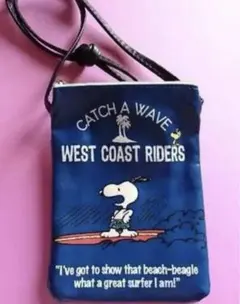 CATCH A WAVE
WEST COAST RIDERS
"I've got to show that beach-beagle
what a great surfer I am!"